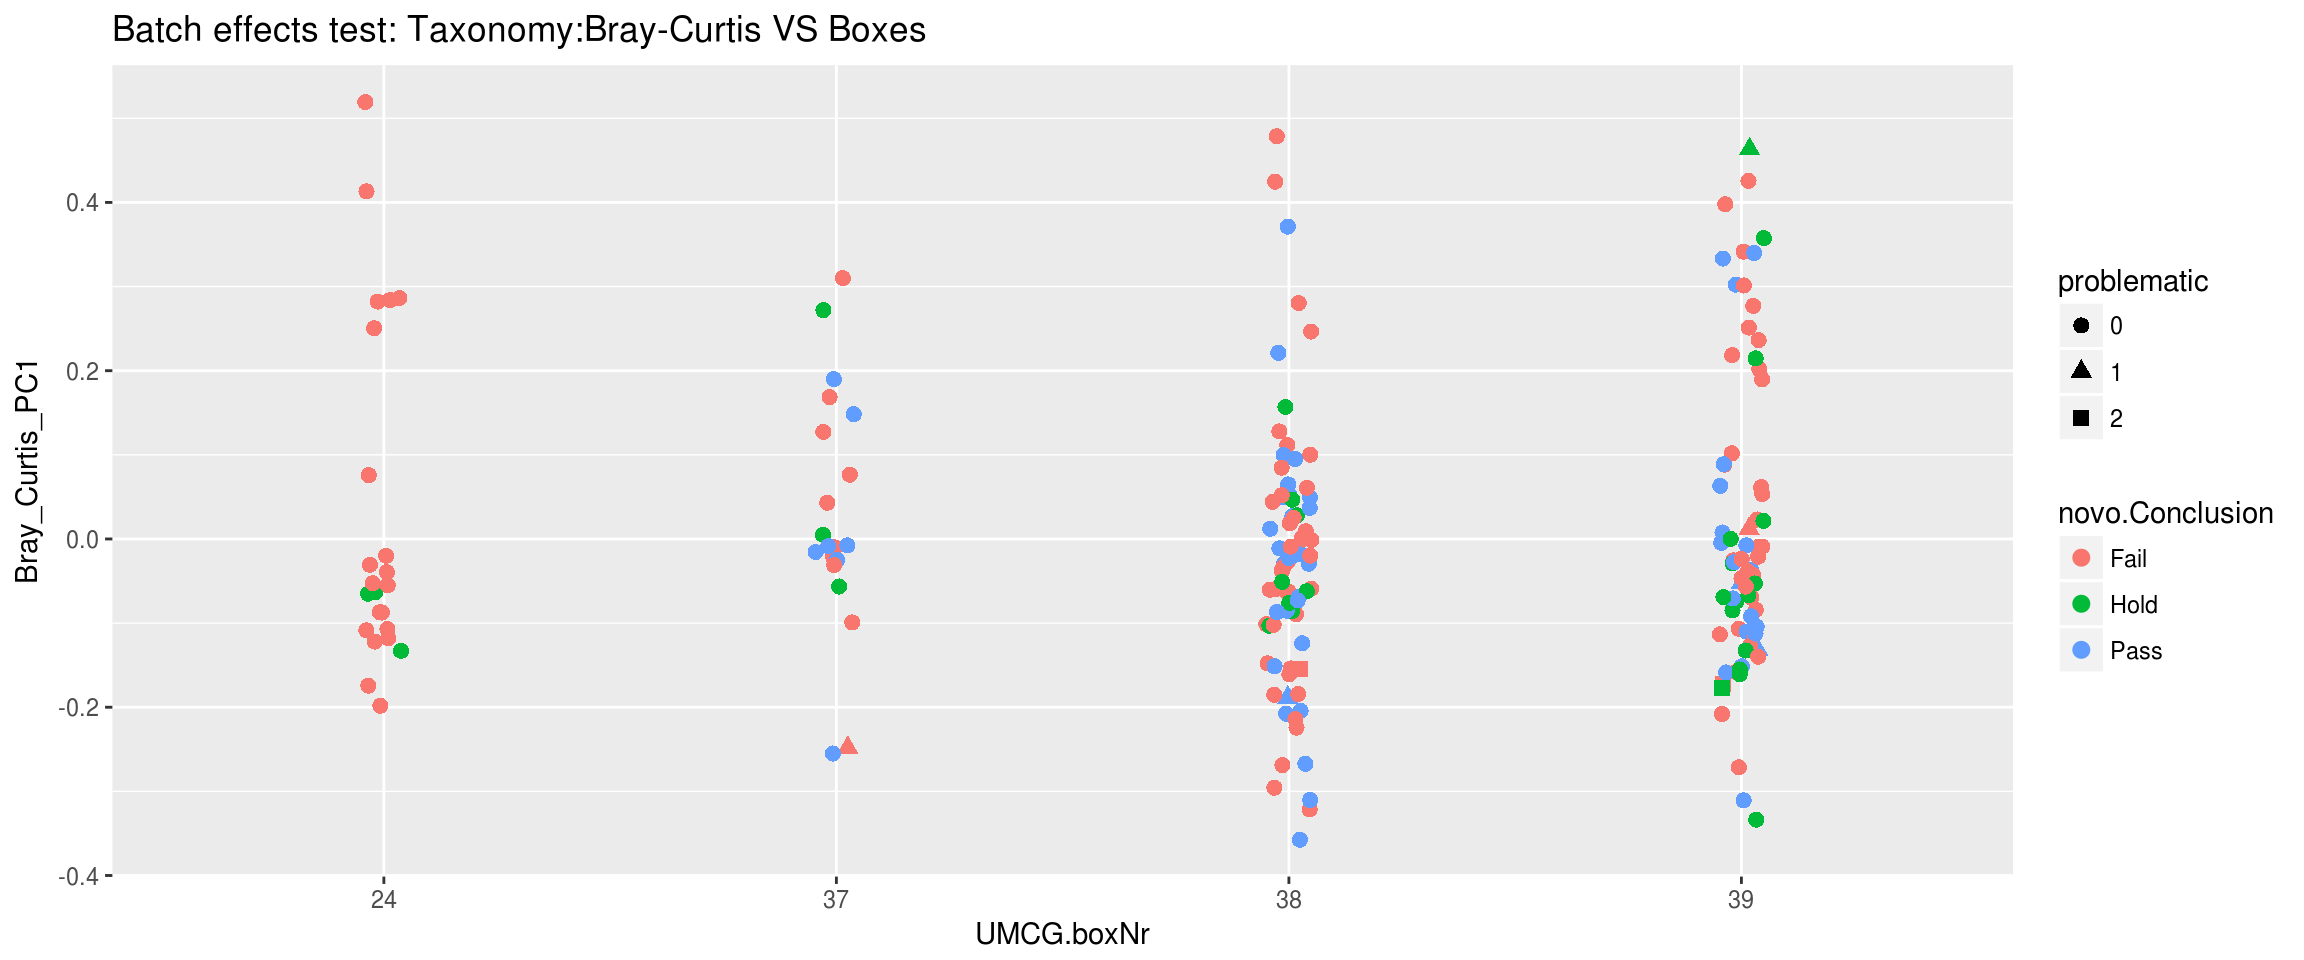 Batch effects test: Taxonomy:Bray-Curtis VS Boxes
Bray_Curtis_PC1
0.4
0.2
0.0
-0.2
-0.4
24
37
38
39
UMCG.boxNr
problematic
0
1
2
novo.Conclusion
Fail
Hold
Pass